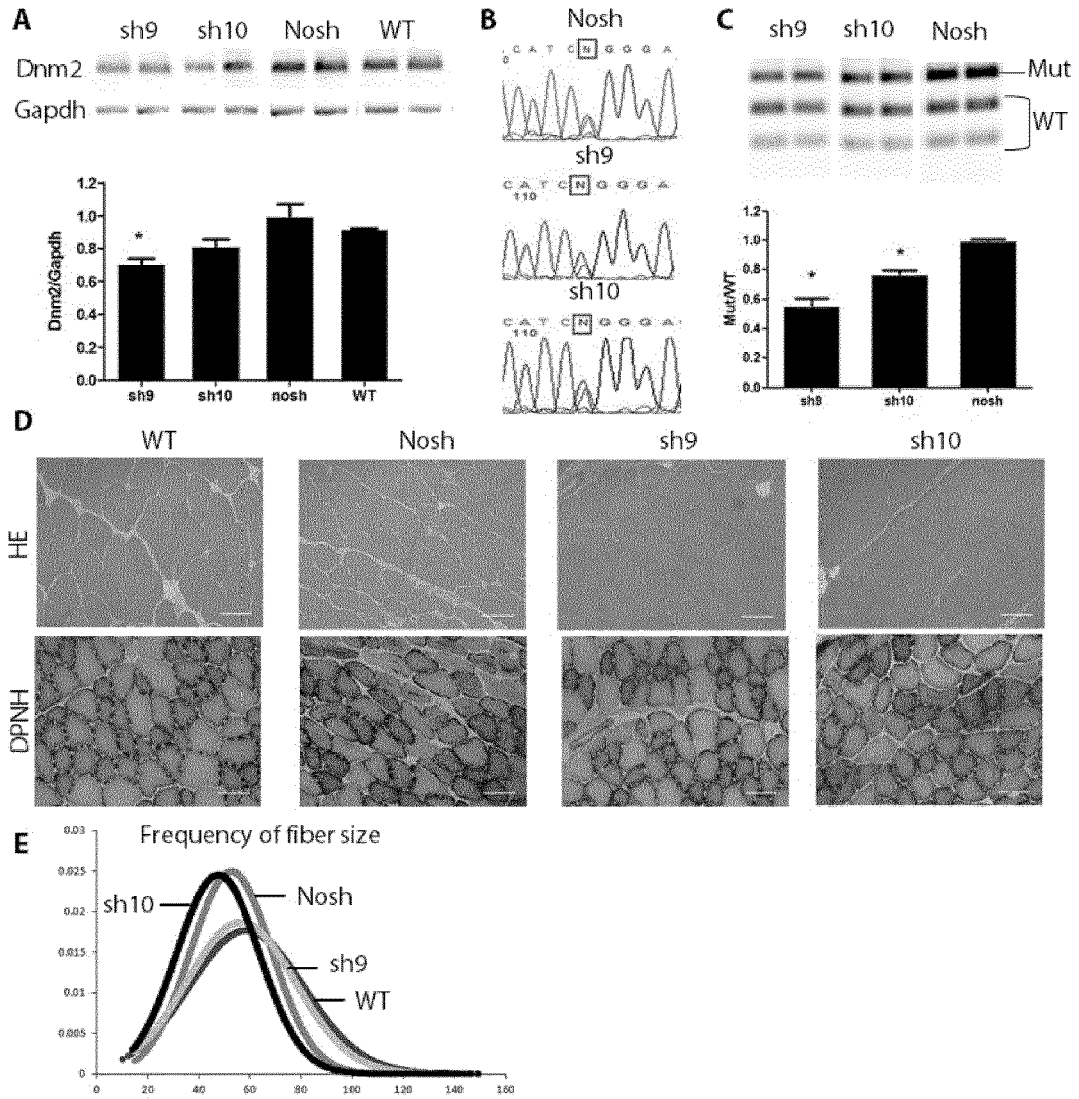 A
sh9 sh10 Nosh WT
Dnm2
Gapdh
1.2
1.0
0.8
0.6
0.4
0.2
0.0
Dnm2/Gapdh
*
sh9 sh10 nosh WT
B
Nosh
C A T C N G G G A
0
sh9
C A T C N G G G A
110
sh10
C A T C N G G G A
110
C
sh9 sh10 Nosh
Mut
WT
1.2
1.0
0.8
0.6
0.4
0.2
0.0
Mut/WT
* *
sh9 sh10 nosh
D
WT Nosh sh9 sh10
HE
DPNH
E
Frequency of fiber size
0.03
0.025
0.02
0.015
0.01
0.005
0
sh10
Nosh
sh9
WT
0 20 40 60 80 100 120 140 160